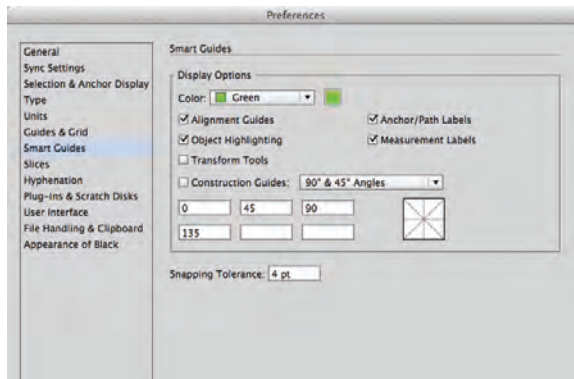 Preferences
General
Sync Settings
Selection & Anchor Display
Type
Units
Guides & Grid
Smart Guides
Slices
Hyphenation
Plug-ins & Scratch Disks
User Interface
File Handling & Clipboard
Appearance of Black
Smart Guides
Display Options
Color: Green
Alignment Guides
Anchor/Path Labels
Object Highlighting
Measurement Labels
Transform Tools
Construction Guides: 90° & 45° Angles
0 45 90
135
Snapping Tolerance: 4 pt